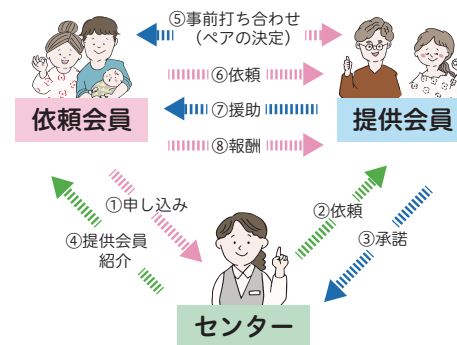 ⑤事前打ち合わせ
(ペアの決定)
⑥依頼
⑦援助
⑧報酬
依頼会員
提供会員
①申し込み
②依頼
③承諾
④提供会員
紹介
センター